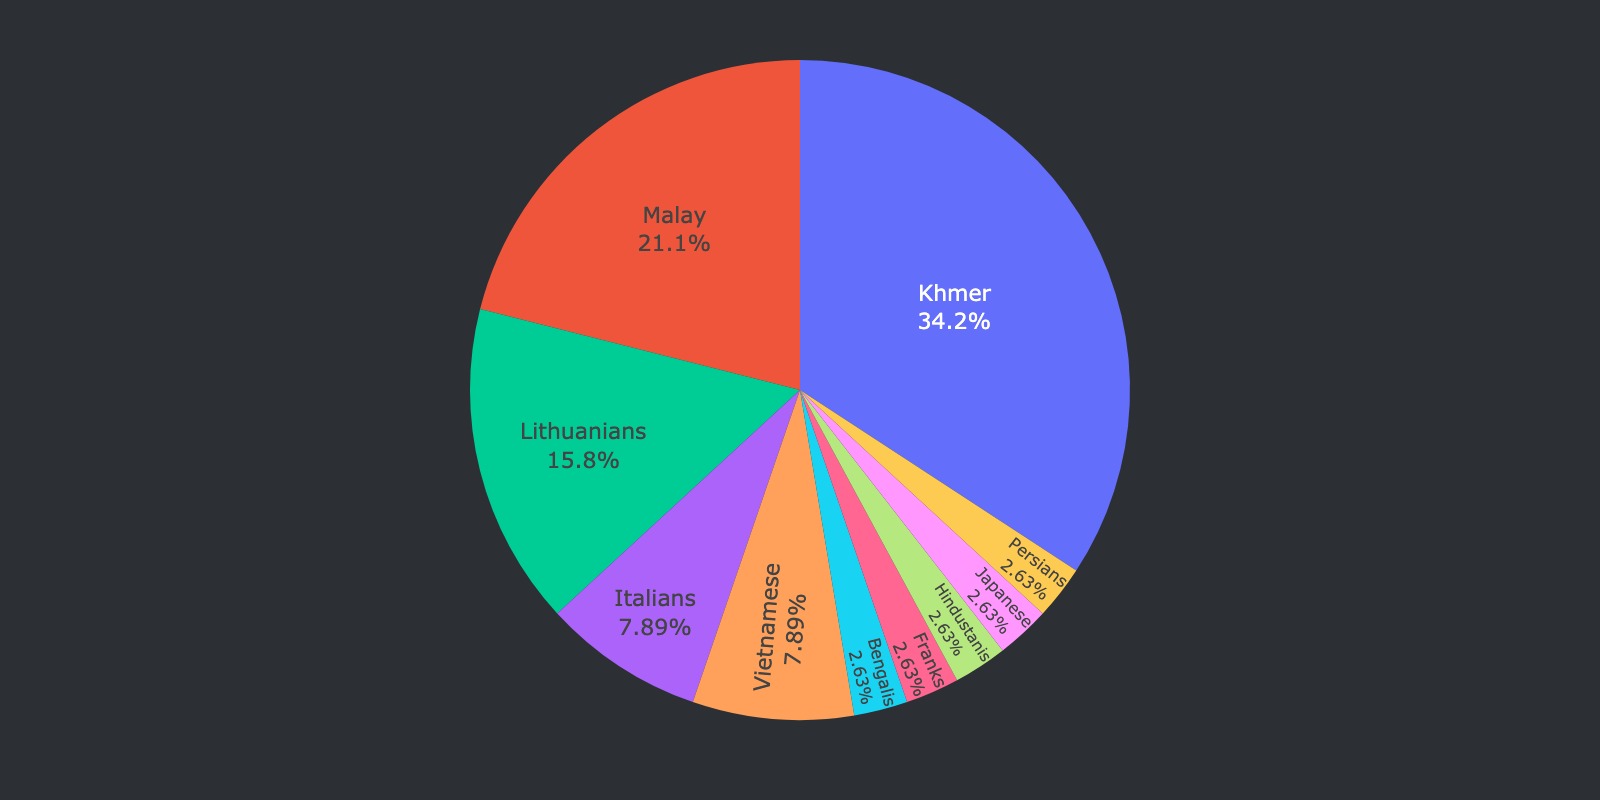 Malay
21.1%
Khmer
34.2%
Lithuanians
15.8%
Italians
7.89%
Vietnamese
7.89%
Bengalis
2.63%
Franks
2.63%
Hindustanis
2.63%
Japanese
2.63%
Persians
2.63%